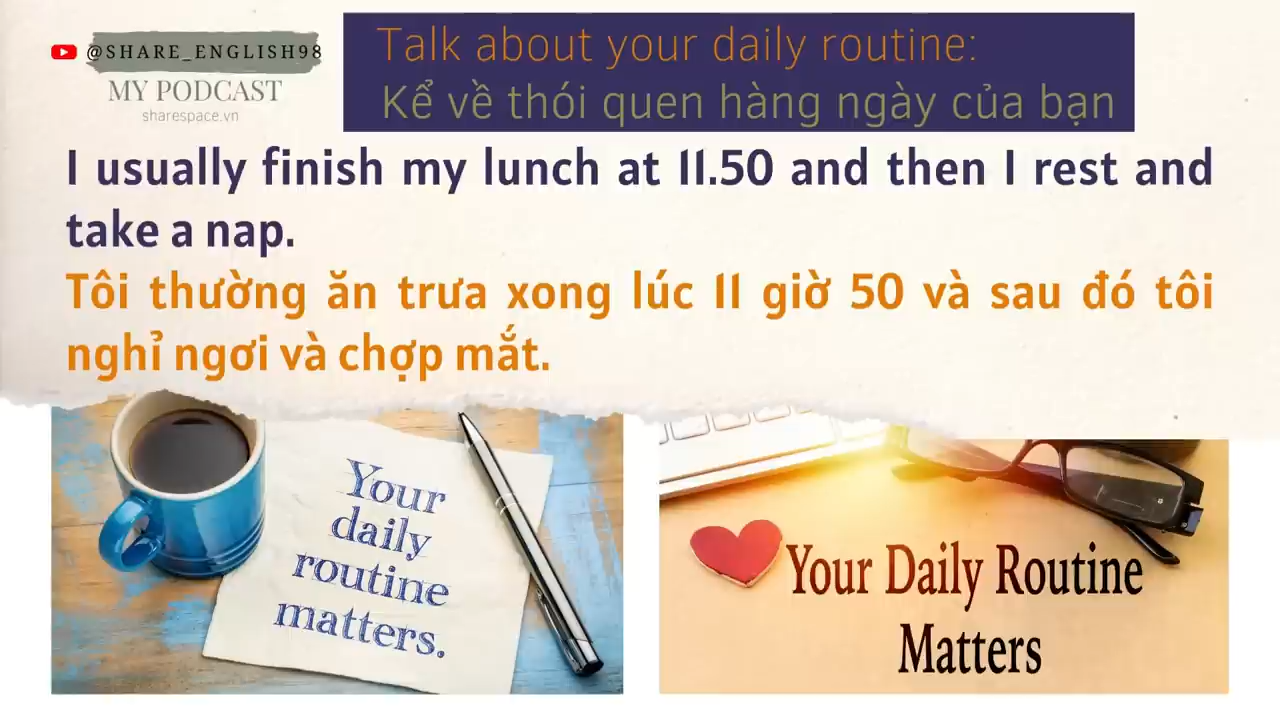 @SHARE_ENGLISH98
MY PODCAST
sharespace.vn
Talk about your daily routine:
Kể về thói quen hàng ngày của bạn
I usually finish my lunch at 11.50 and then I rest and
take a nap.
Tôi thường ăn trưa xong lúc 11 giờ 50 và sau đó tôi
nghỉ ngơi và chợp mắt.
Your
daily
routine
matters.
Your Daily Routine
Matters